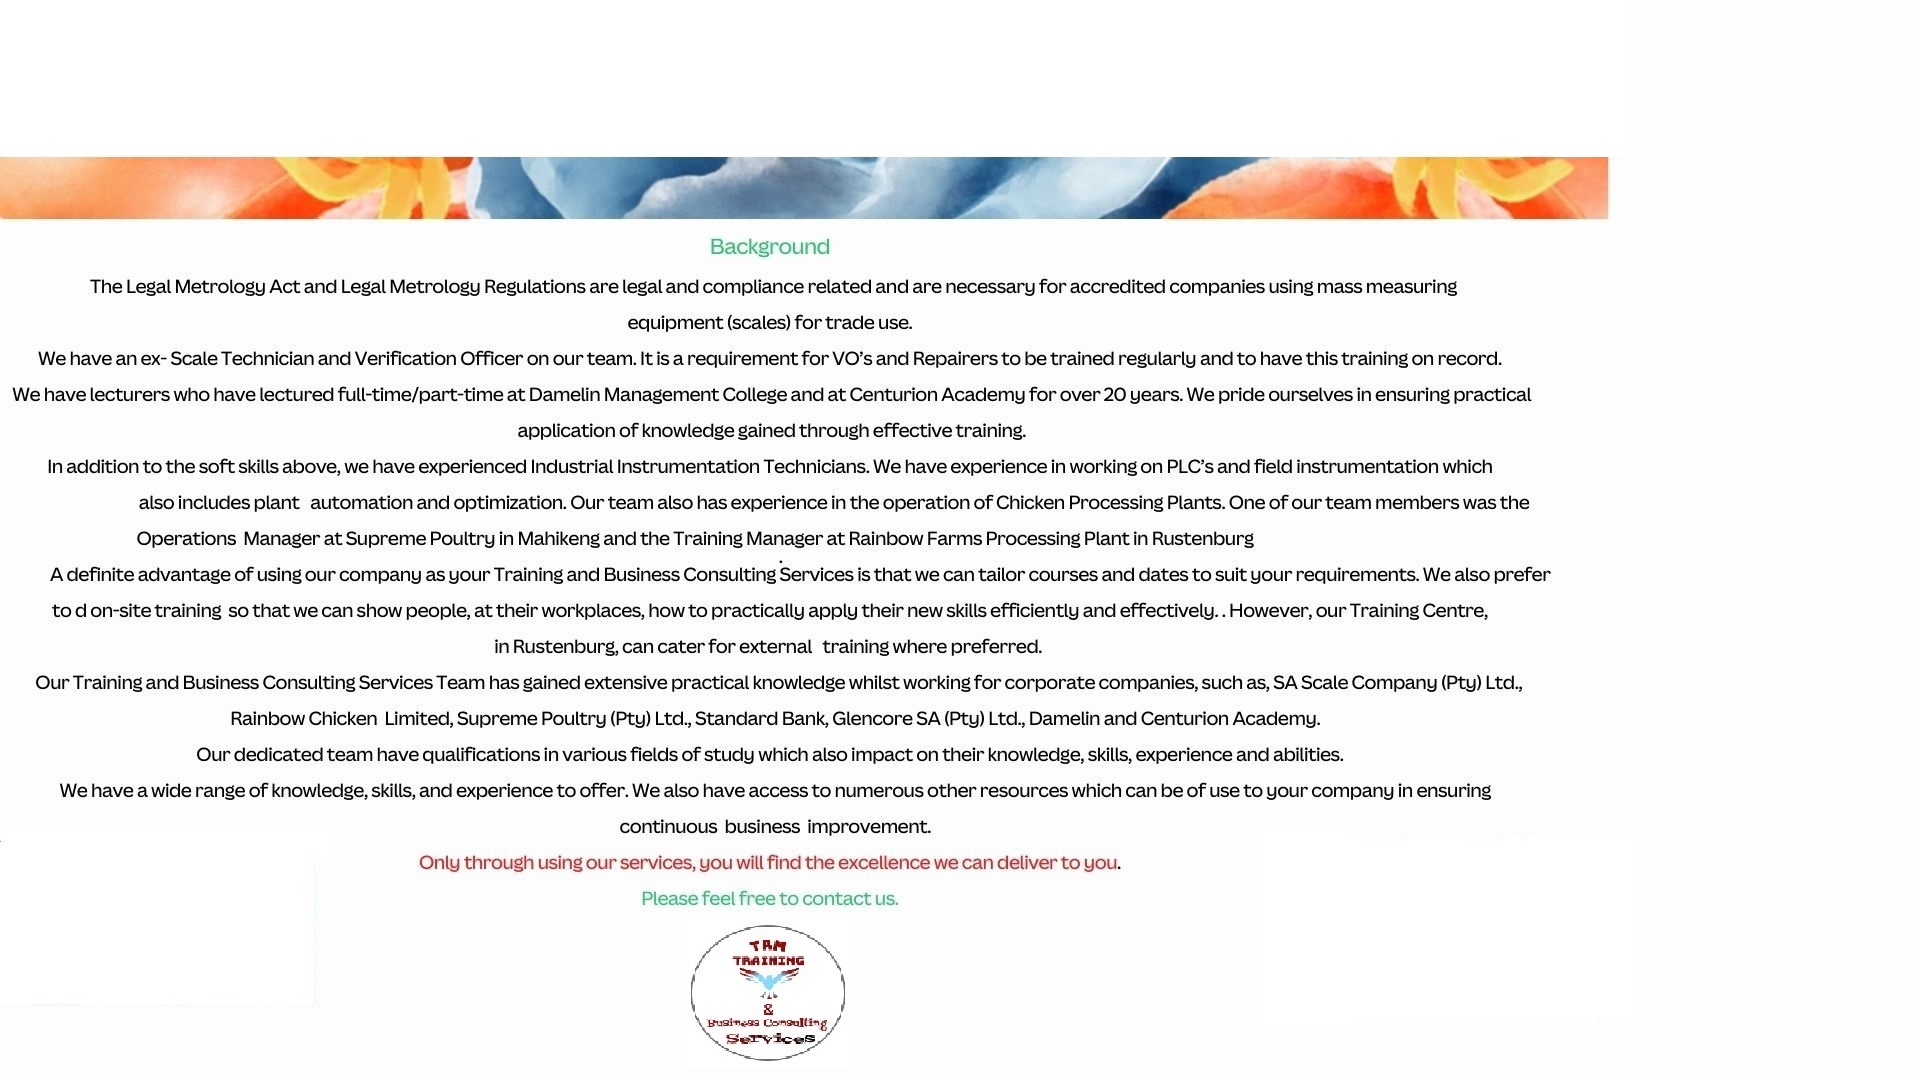 Background
The Legal Metrology Act and Legal Metrology Regulations are legal and compliance related and are necessary for accredited companies using mass measuring
equipment (scales) for trade use.
We have an ex- Scale Technician and Verification Officer on our team. It is a requirement for VO’s and Repairers to be trained regularly and to have this training on record.
We have lecturers who have lectured full-time/part-time at Damelin Management College and at Centurion Academy for over 20 years. We pride ourselves in ensuring practical
application of knowledge gained through effective training.
In addition to the soft skills above, we have experienced Industrial Instrumentation Technicians. We have experience in working on PLC’s and field instrumentation which
also includes plant automation and optimization. Our team also has experience in the operation of Chicken Processing Plants. One of our team members was the
Operations Manager at Supreme Poultry in Mahikeng and the Training Manager at Rainbow Farms Processing Plant in Rustenburg
.
A definite advantage of using our company as your Training and Business Consulting Services is that we can tailor courses and dates to suit your requirements. We also prefer
to d on-site training so that we can show people, at their workplaces, how to practically apply their new skills efficiently and effectively. . However, our Training Centre,
in Rustenburg, can cater for external training where preferred.
Our Training and Business Consulting Services Team has gained extensive practical knowledge whilst working for corporate companies, such as, SA Scale Company (Pty) Ltd.,
Rainbow Chicken Limited, Supreme Poultry (Pty) Ltd., Standard Bank, Glencore SA (Pty) Ltd., Damelin and Centurion Academy.
Our dedicated team have qualifications in various fields of study which also impact on their knowledge, skills, experience and abilities.
We have a wide range of knowledge, skills, and experience to offer. We also have access to numerous other resources which can be of use to your company in ensuring
continuous business improvement.
Only through using our services, you will find the excellence we can deliver to you.
Please feel free to contact us.
TRM
TRAINING
&
Business Consulting
Services